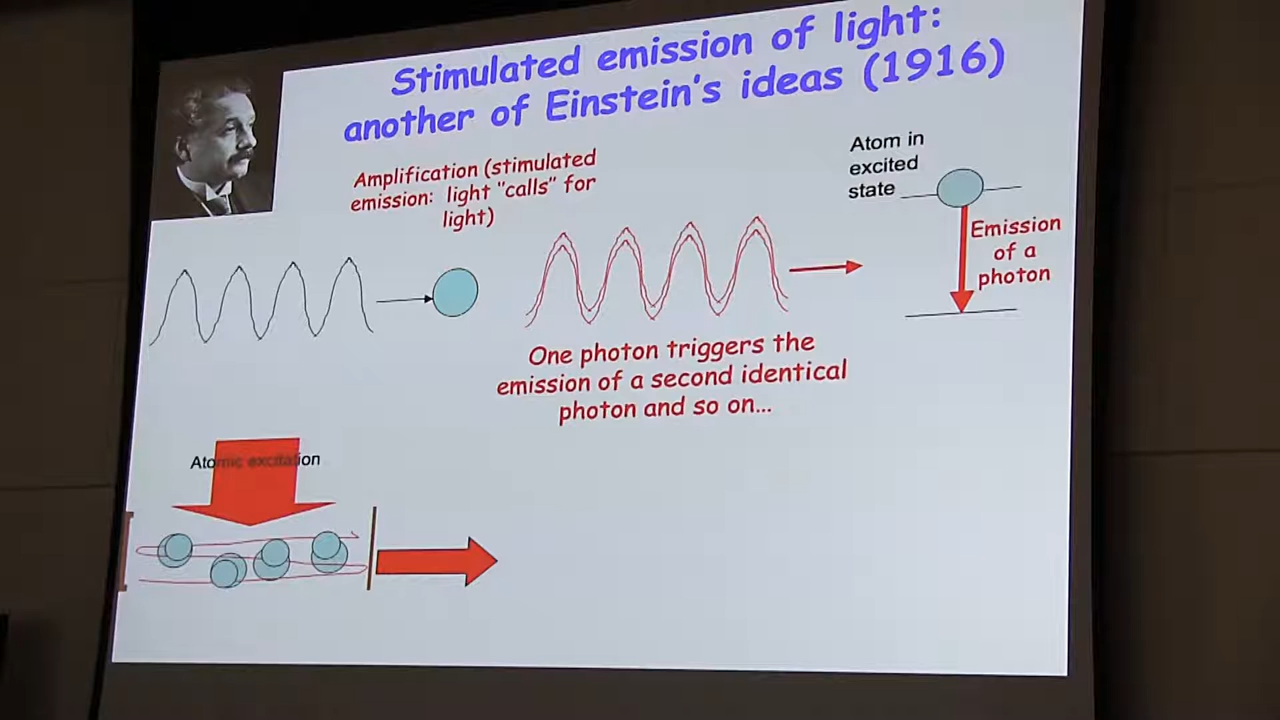 Stimulated emission of light:
another of Einstein's ideas (1916)
Amplification (stimulated
emission: light "calls" for
light)
Atom in
excited
state
Emission
of a
photon
One photon triggers the
emission of a second identical
photon and so on...
Atomic excitation